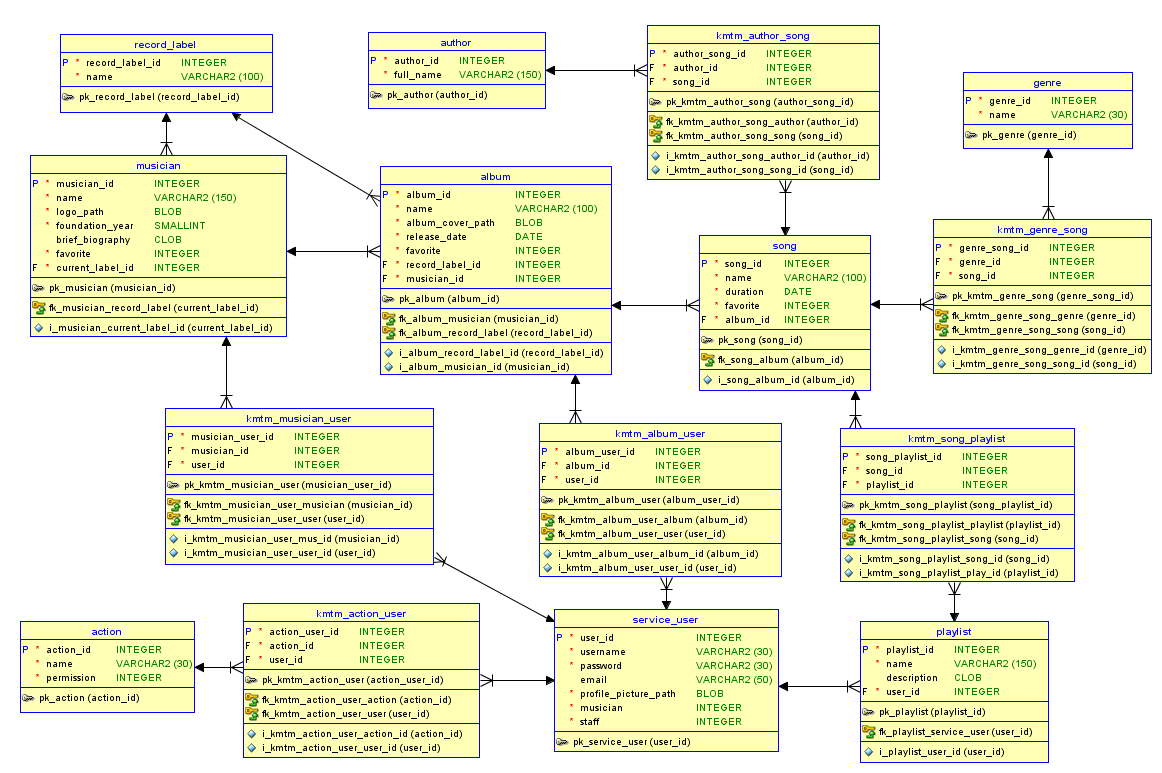 record_label
P * record_label_id INTEGER
* name VARCHAR2 (100)
pk_record_label (record_label_id)
author
P * author_id INTEGER
* full_name VARCHAR2 (150)
pk_author (author_id)
kmtm_author_song
P * author_song_id INTEGER
F * author_id INTEGER
F * song_id INTEGER
pk_kmtm_author_song (author_song_id)
fk_kmtm_author_song_author (author_id)
fk_kmtm_author_song_song (song_id)
i_kmtm_author_song_author_id (author_id)
i_kmtm_author_song_song_id (song_id)
genre
P * genre_id INTEGER
* name VARCHAR2 (30)
pk_genre (genre_id)
musician
P * musician_id INTEGER
* name VARCHAR2 (150)
* logo_path BLOB
* foundation_year SMALLINT
brief_biography CLOB
* favorite INTEGER
F * current_label_id INTEGER
pk_musician (musician_id)
fk_musician_record_label (current_label_id)
i_musician_current_label_id (current_label_id)
album
P * album_id INTEGER
* name VARCHAR2 (100)
* album_cover_path BLOB
* release_date DATE
* favorite INTEGER
F * record_label_id INTEGER
F * musician_id INTEGER
pk_album (album_id)
fk_album_musician (musician_id)
fk_album_record_label (record_label_id)
i_album_record_label_id (record_label_id)
i_album_musician_id (musician_id)
song
P * song_id INTEGER
* name VARCHAR2 (100)
* duration DATE
* favorite INTEGER
F * album_id INTEGER
pk_song (song_id)
fk_song_album (album_id)
i_song_album_id (album_id)
kmtm_genre_song
P * genre_song_id INTEGER
F * genre_id INTEGER
F * song_id INTEGER
pk_kmtm_genre_song (genre_song_id)
fk_kmtm_genre_song_genre (genre_id)
fk_kmtm_genre_song_song (song_id)
i_kmtm_genre_song_genre_id (genre_id)
i_kmtm_genre_song_song_id (song_id)
kmtm_musician_user
P * musician_user_id INTEGER
F * musician_id INTEGER
F * user_id INTEGER
pk_kmtm_musician_user (musician_user_id)
fk_kmtm_musician_user_musician (musician_id)
fk_kmtm_musician_user_user (user_id)
i_kmtm_musician_user_mus_id (musician_id)
i_kmtm_musician_user_user_id (user_id)
kmtm_album_user
P * album_user_id INTEGER
F * album_id INTEGER
F * user_id INTEGER
pk_kmtm_album_user (album_user_id)
fk_kmtm_album_user_album (album_id)
fk_kmtm_album_user_user (user_id)
i_kmtm_album_user_album_id (album_id)
i_kmtm_album_user_user_id (user_id)
kmtm_song_playlist
P * song_playlist_id INTEGER
F * song_id INTEGER
F * playlist_id INTEGER
pk_kmtm_song_playlist (song_playlist_id)
fk_kmtm_song_playlist_playlist (playlist_id)
fk_kmtm_song_playlist_song (song_id)
i_kmtm_song_playlist_song_id (song_id)
i_kmtm_song_playlist_play_id (playlist_id)
action
P * action_id INTEGER
* name VARCHAR2 (30)
* permission INTEGER
pk_action (action_id)
kmtm_action_user
P * action_user_id INTEGER
F * action_id INTEGER
F * user_id INTEGER
pk_kmtm_action_user (action_user_id)
fk_kmtm_action_user_action (action_id)
fk_kmtm_action_user_user (user_id)
i_kmtm_action_user_action_id (action_id)
i_kmtm_action_user_user_id (user_id)
service_user
P * user_id INTEGER
* username VARCHAR2 (30)
* password VARCHAR2 (30)
email VARCHAR2 (50)
* profile_picture_path BLOB
* musician INTEGER
* staff INTEGER
pk_service_user (user_id)
playlist
P * playlist_id INTEGER
* name VARCHAR2 (150)
description CLOB
F * user_id INTEGER
pk_playlist (playlist_id)
fk_playlist_service_user (user_id)
i_playlist_user_id (user_id)